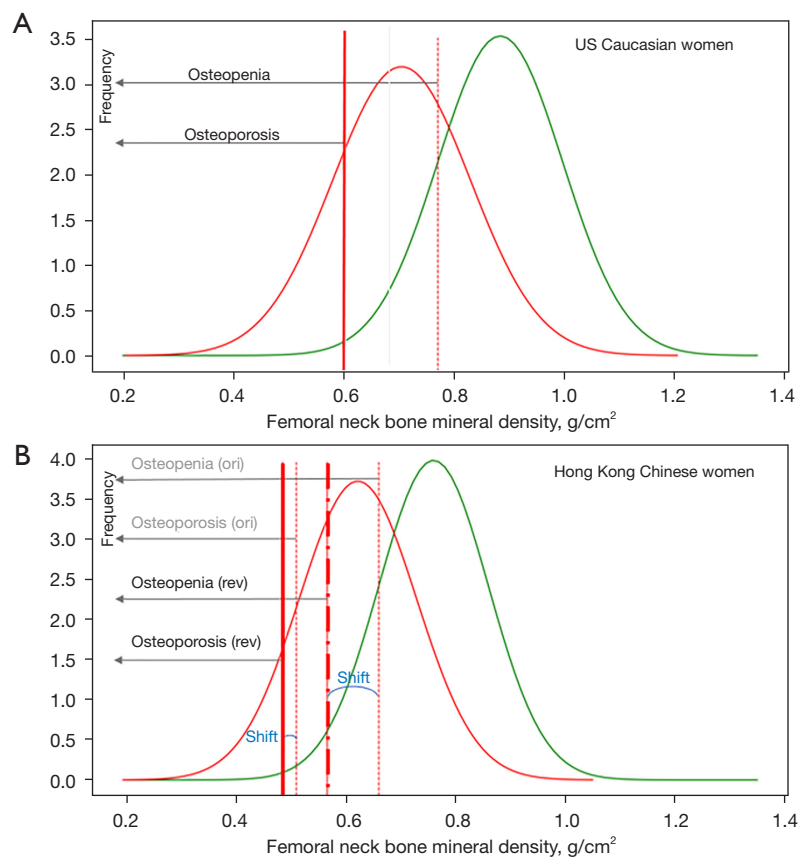 A
US Caucasian women
Frequency
3.5
3.0
2.5
2.0
1.5
1.0
0.5
0.0
Osteopenia
Osteoporosis
0.2 0.4 0.6 0.8 1.0 1.2 1.4
Femoral neck bone mineral density, g/cm²
B
Hong Kong Chinese women
Frequency
4.0
3.5
3.0
2.5
2.0
1.5
1.0
0.5
0.0
Osteopenia (ori)
Osteoporosis (ori)
Osteopenia (rev)
Osteoporosis (rev)
Shift
Shift
0.2 0.4 0.6 0.8 1.0 1.2 1.4
Femoral neck bone mineral density, g/cm²